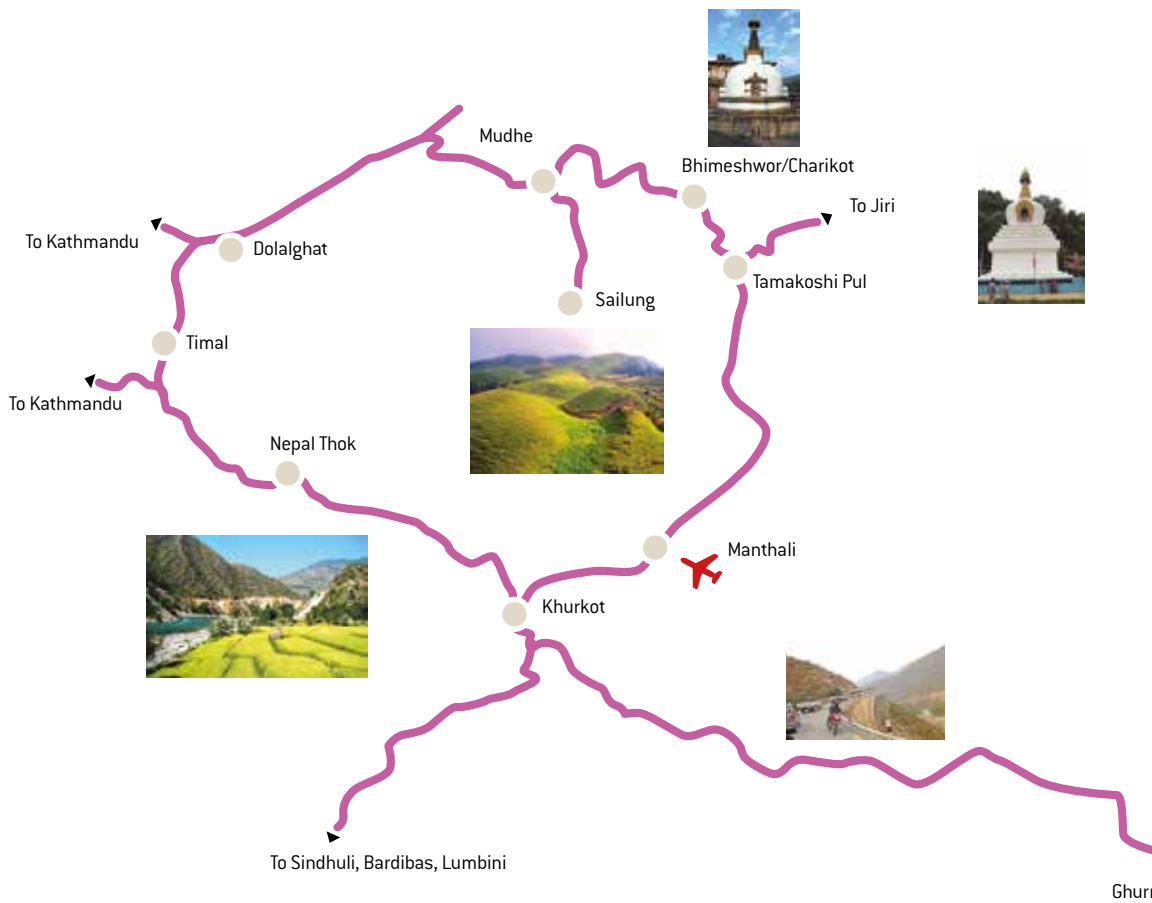 Mudhe
Bhimeshwor/Charikot
To Jiri
To Kathmandu
Dolalghat
Tamakoshi Pul
Sailung
Timal
To Kathmandu
Nepal Thok
Manthali
Khurkot
To Sindhuli, Bardibas, Lumbini